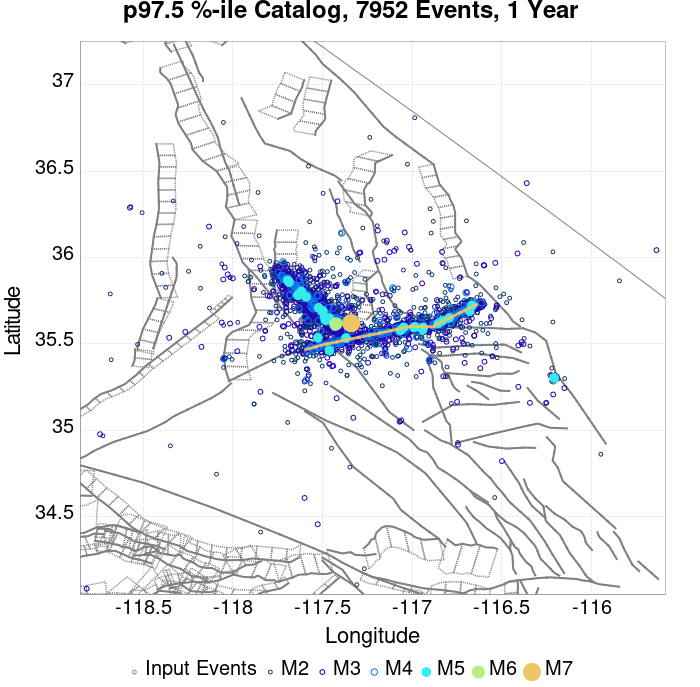 p97.5 %-ile Catalog, 7952 Events, 1 Year
37
36.5
36
35.5
35
34.5
Latitude
-118.5 -118 -117.5 -117 -116.5 -116
Longitude
Input Events M2 M3 M4 M5 M6 M7